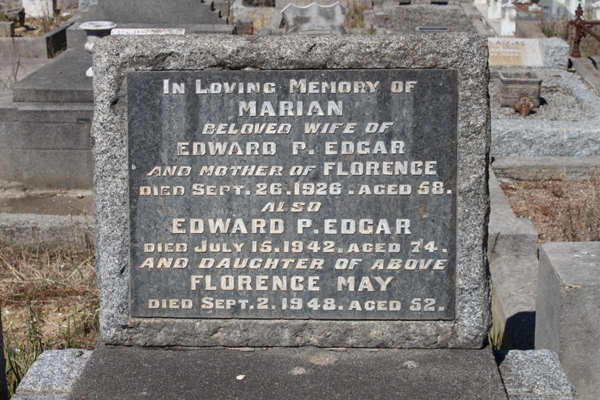 In Loving Memory of
MARIAN
BELOVED WIFE OF
EDWARD P. EDGAR
AND MOTHER OF FLORENCE
DIED SEPT. 26. 1926. AGED 58.
ALSO
EDWARD P. EDGAR
DIED JULY 15. 1942. AGED 74.
AND DAUGHTER OF ABOVE
FLORENCE MAY
DIED SEPT. 2. 1948. AGED 52.